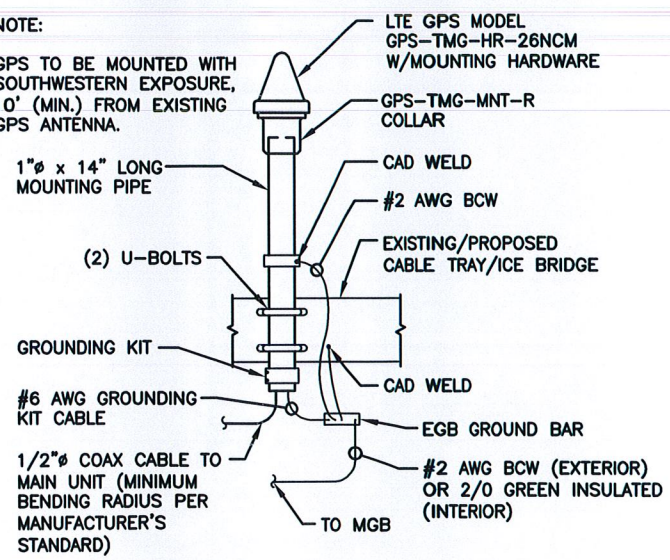 NOTE:
GPS TO BE MOUNTED WITH
SOUTHWESTERN EXPOSURE,
0' (MIN.) FROM EXISTING
GPS ANTENNA.
1"ø x 14" LONG
MOUNTING PIPE
(2) U-BOLTS
GROUNDING KIT
#6 AWG GROUNDING
KIT CABLE
1/2"ø COAX CABLE TO
MAIN UNIT (MINIMUM
BENDING RADIUS PER
MANUFACTURER'S
STANDARD)
LTE GPS MODEL
GPS-TMG-HR-26NCM
W/MOUNTING HARDWARE
GPS-TMG-MNT-R
COLLAR
CAD WELD
#2 AWG BCW
EXISTING/PROPOSED
CABLE TRAY/ICE BRIDGE
CAD WELD
EGB GROUND BAR
#2 AWG BCW (EXTERIOR)
OR 2/0 GREEN INSULATED
(INTERIOR)
TO MGB